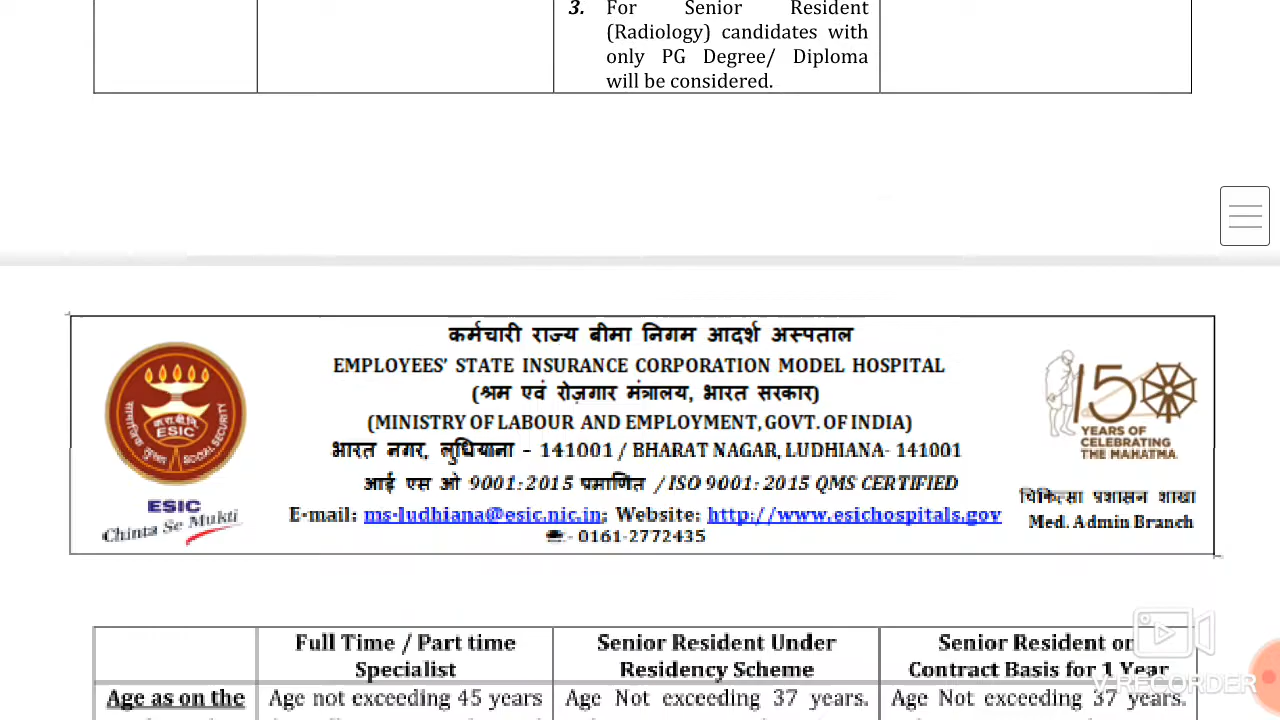 3. For Senior Resident
(Radiology) candidates with
only PG Degree/ Diploma
will be considered.
कर्मचारी राज्य बीमा निगम आदर्श अस्पताल
EMPLOYEES' STATE INSURANCE CORPORATION MODEL HOSPITAL
(श्रम एवं रोज़गार मंत्रालय, भारत सरकार)
(MINISTRY OF LABOUR AND EMPLOYMENT, GOVT. OF INDIA)
भारत नगर, लुधियाना – 141001 / BHARAT NAGAR, LUDHIANA- 141001
आई एस ओ 9001:2015 प्रमाणित / ISO 9001: 2015 QMS CERTIFIED
E-mail: ms-ludhiana@esic.nic.in; Website: http://www.esichospitals.gov
☎ - 0161-2772435
क.रा.बी.नि.
ESIC
SOCIAL SECURITY
ESIC
Chinta Se Mukti
150
YEARS OF
CELEBRATING
THE MAHATMA
चिकित्सा प्रशासन शाखा
Med. Admin Branch
Full Time / Part time
Specialist
Senior Resident Under
Residency Scheme
Senior Resident on
Contract Basis for 1 Year
Age as on the
Age not exceeding 45 years
Age Not exceeding 37 years.
Age Not exceeding 37 years.
V RECORDER